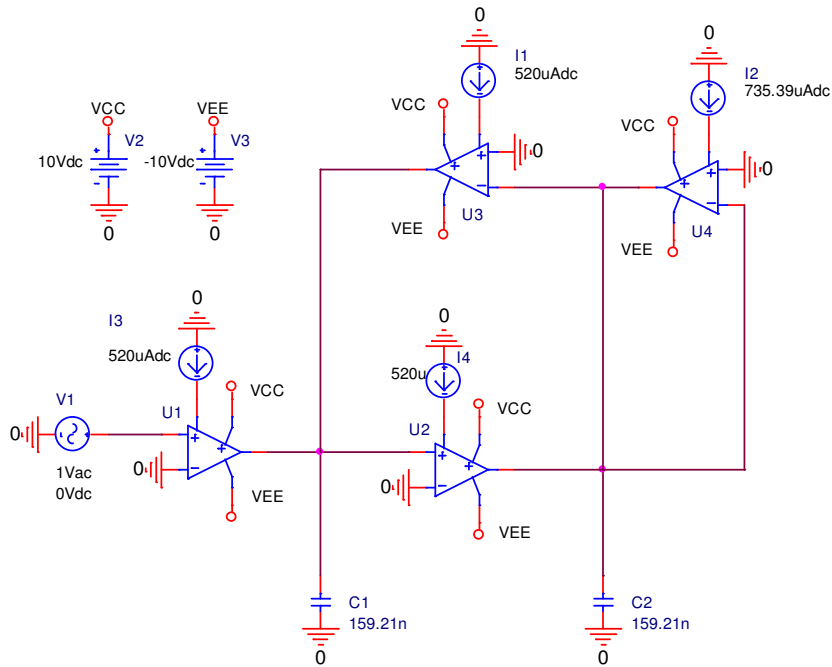 0
I1
520uAdc
0
I2
735.39uAdc
VCC
VEE
V2
V3
10Vdc
-10Vdc
0
0
VCC
0
U3
VEE
VCC
0
U4
VEE
I3
520uAdc
0
0
I4
520u
V1
0
1Vac
0Vdc
U1
VCC
0
VEE
U2
VCC
0
VEE
C1
159.21n
0
C2
159.21n
0